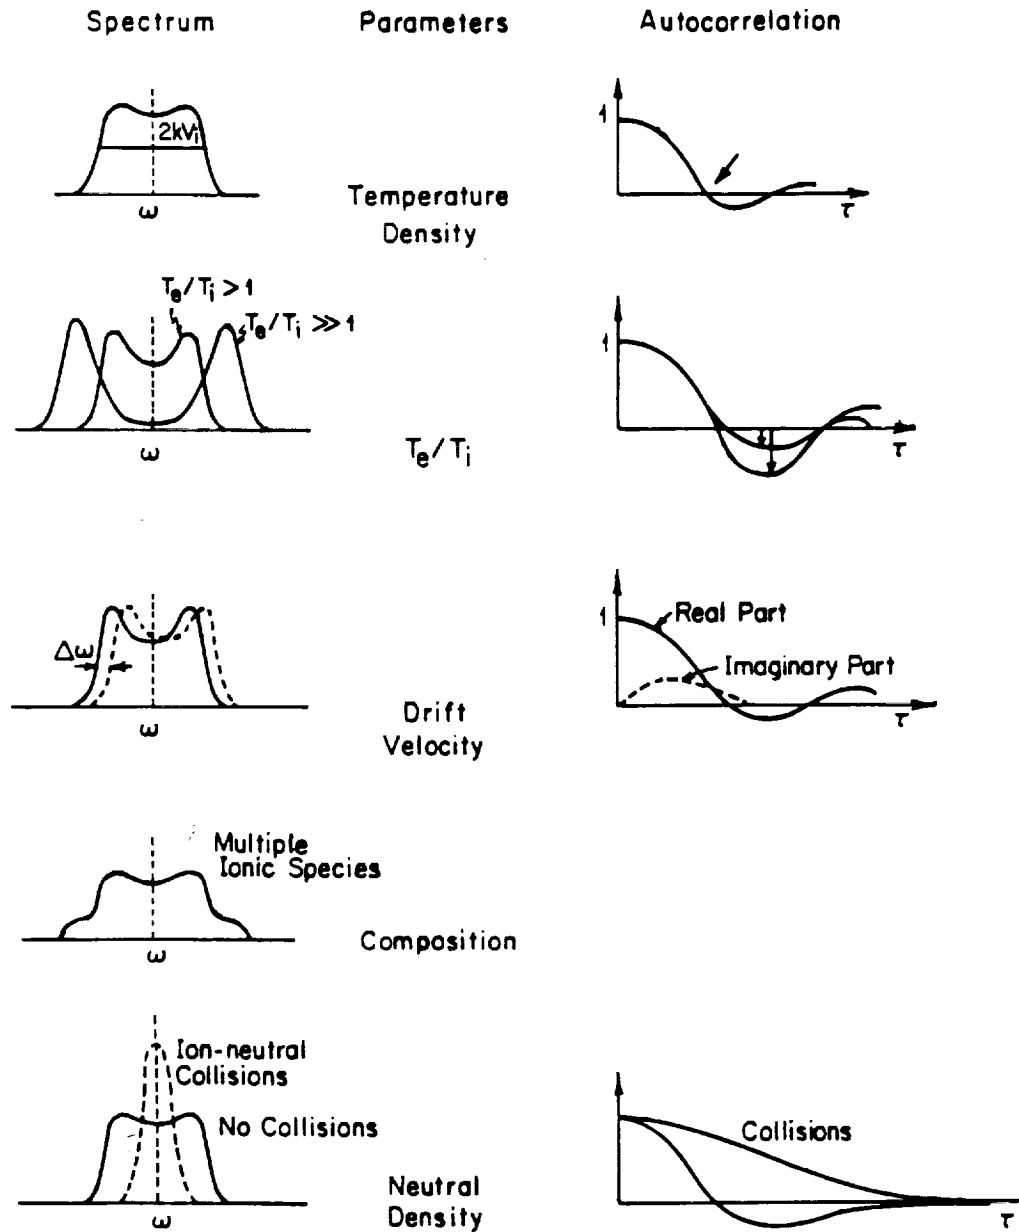 Spectrum Parameters Autocorrelation
2kVi
ω
Temperature
Density
1
τ
Te/Ti > 1
Te/Ti ≫ 1
ω
Te/Ti
1
τ
Δω
ω
Drift
Velocity
1
Real Part
Imaginary Part
τ
Multiple
Ionic Species
ω
Composition
Ion-neutral
Collisions
No Collisions
ω
Neutral
Density
Collisions
τ